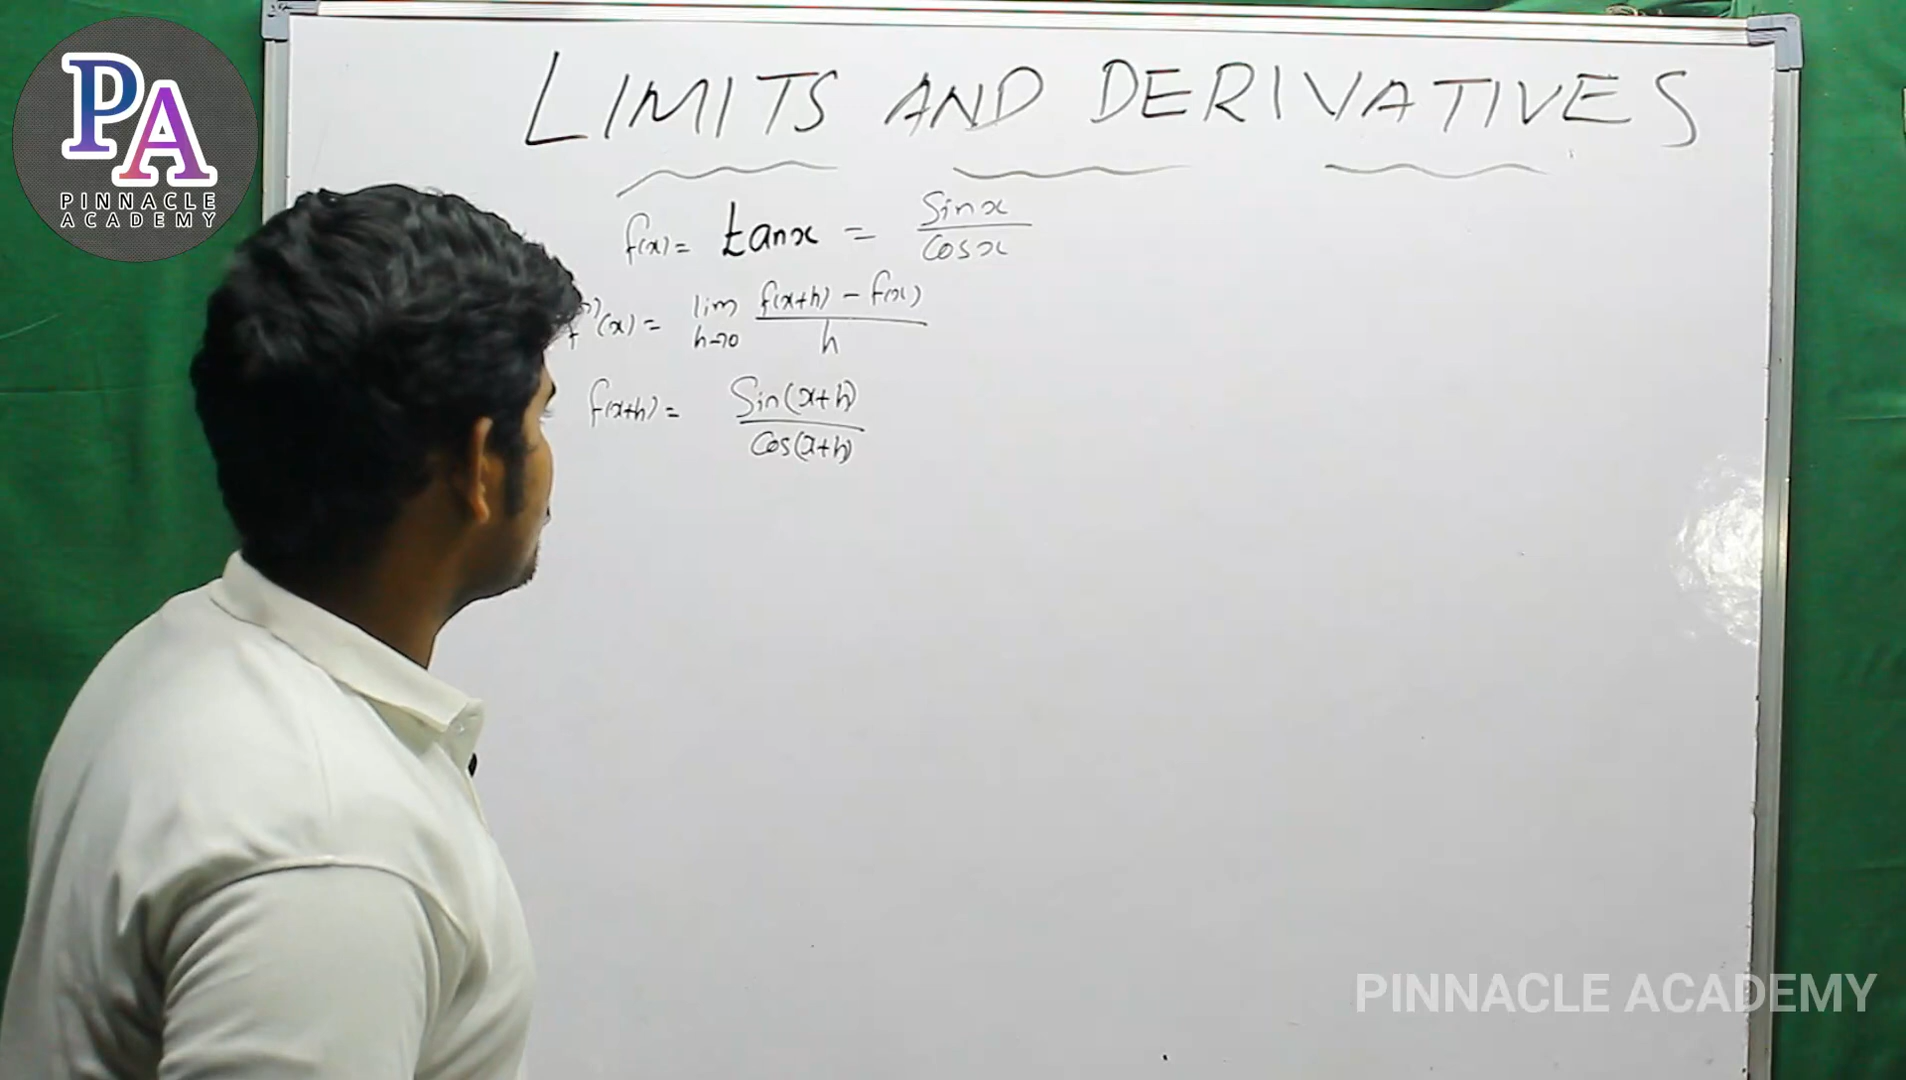 PA
PINNACLE
ACADEMY
LIMITS AND DERIVATIVES
f(x) = tanx = Sinx / Cosx
f'(x) = lim h→0 f(x+h) - f(x) / h
f(x+h) = Sin(x+h) / Cos(x+h)
PINNACLE ACADEMY